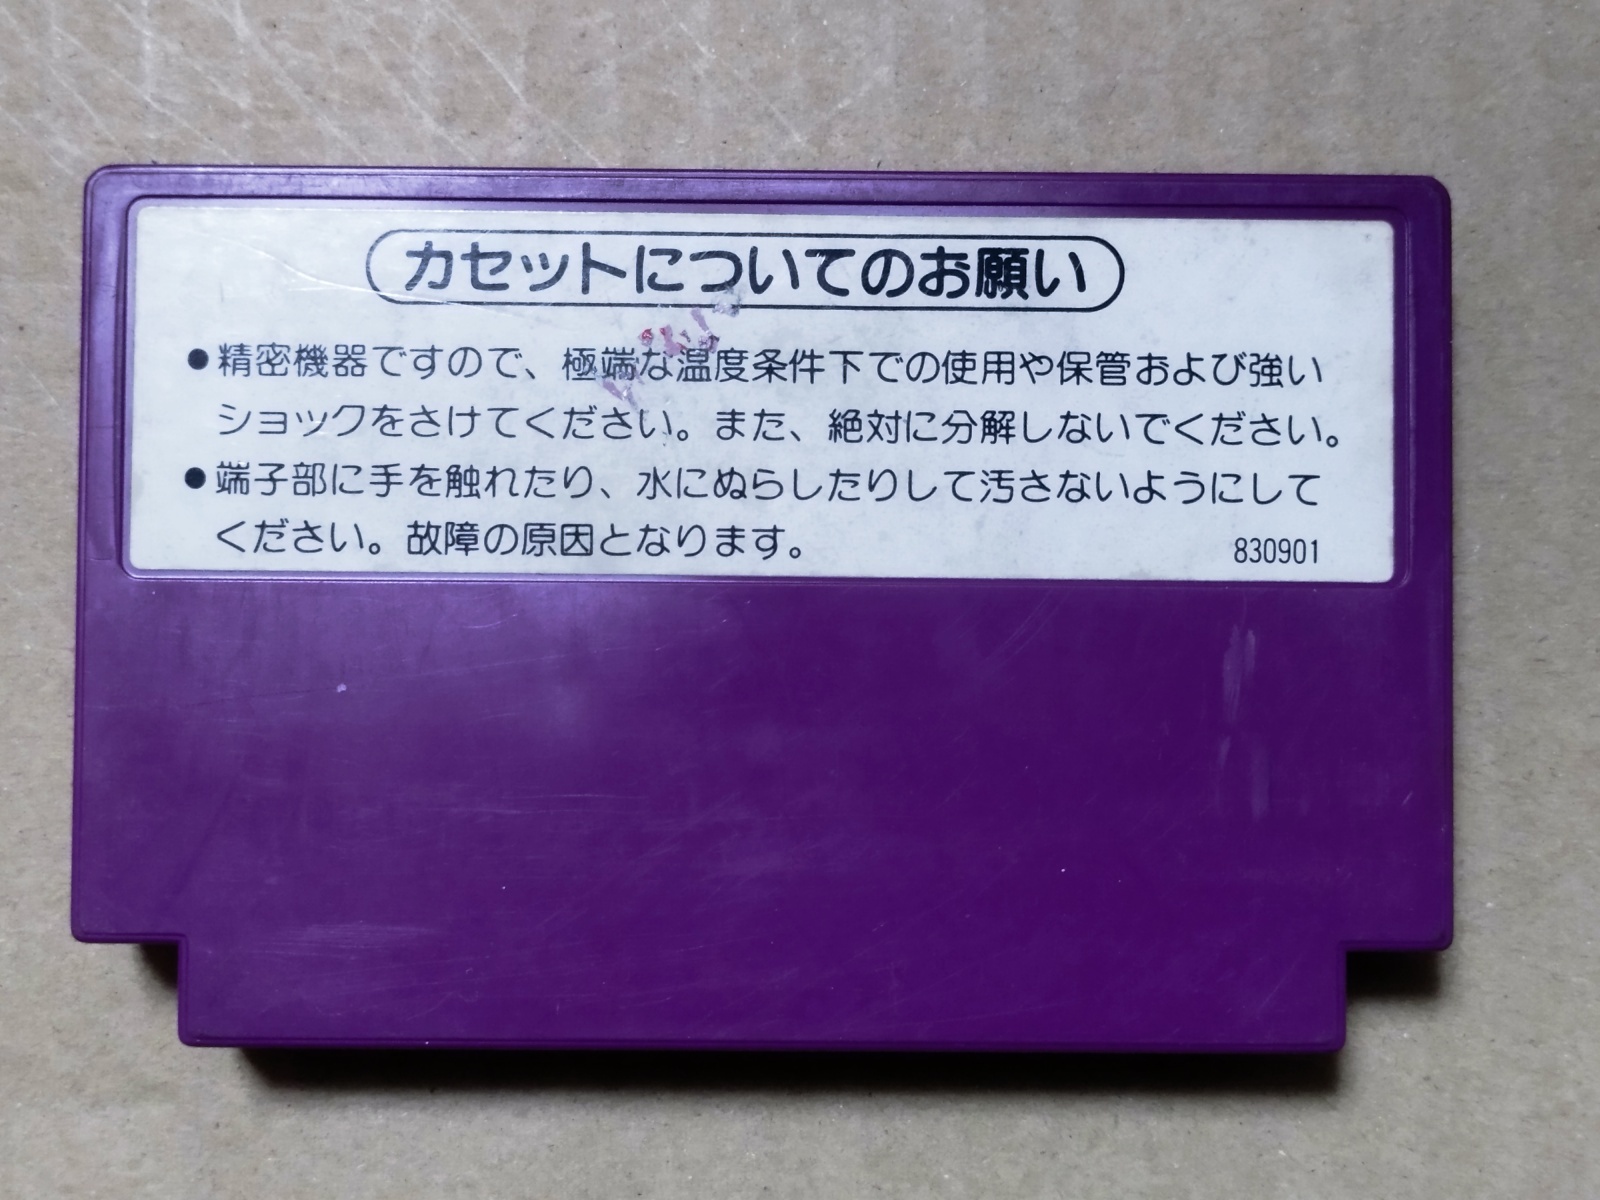 カセットについてのお願い
●精密機器ですので、極端な温度条件下での使用や保管および強い
ショックをさけてください。また、絶対に分解しないでください。
●端子部に手を触れたり、水にぬらしたりして汚さないようにして
ください。故障の原因となります。
830901